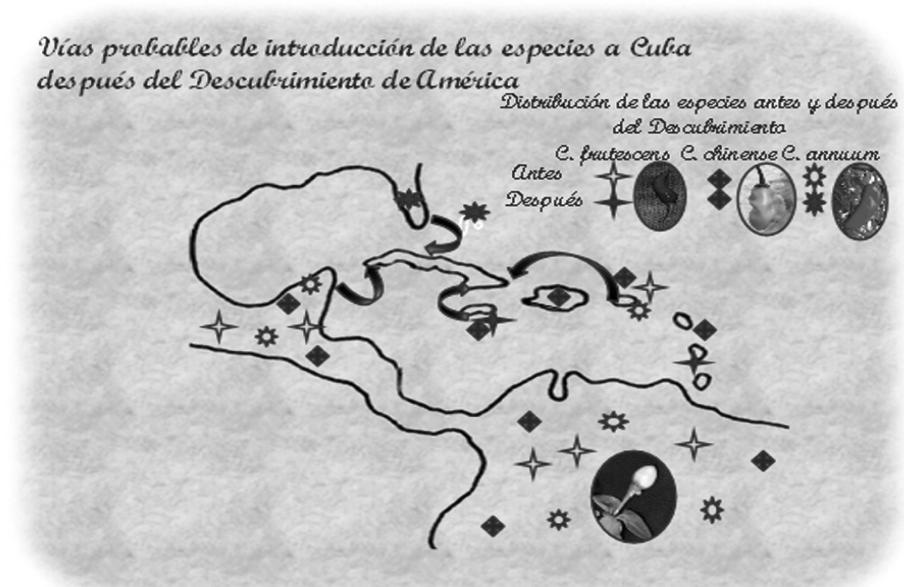 Vías probables de introducción de las especies a Cuba
después del Descubrimiento de América
Distribución de las especies antes y después
del Descubrimiento
C. frutescens C. chinense C. annuum
Antes
Después